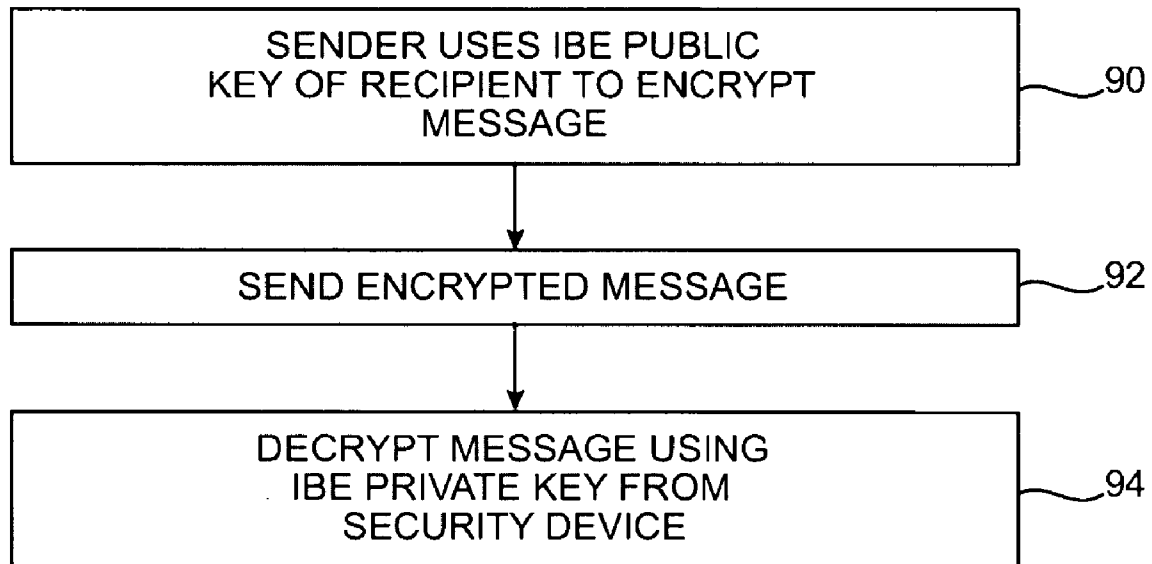 SENDER USES IBE PUBLIC
KEY OF RECIPIENT TO ENCRYPT
MESSAGE
90
SEND ENCRYPTED MESSAGE
92
DECRYPT MESSAGE USING
IBE PRIVATE KEY FROM
SECURITY DEVICE
94